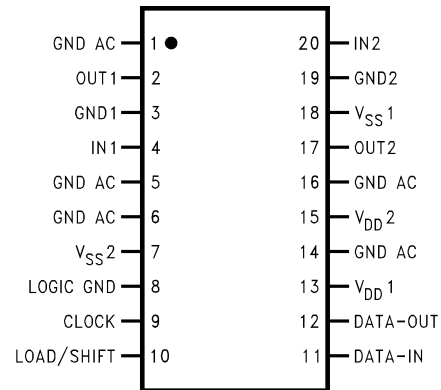 GND AC 1 20 IN2
OUT1 2 19 GND2
GND1 3 18 VSS1
IN1 4 17 OUT2
GND AC 5 16 GND AC
GND AC 6 15 VDD2
VSS2 7 14 GND AC
LOGIC GND 8 13 VDD1
CLOCK 9 12 DATA-OUT
LOAD/SHIFT 10 11 DATA-IN